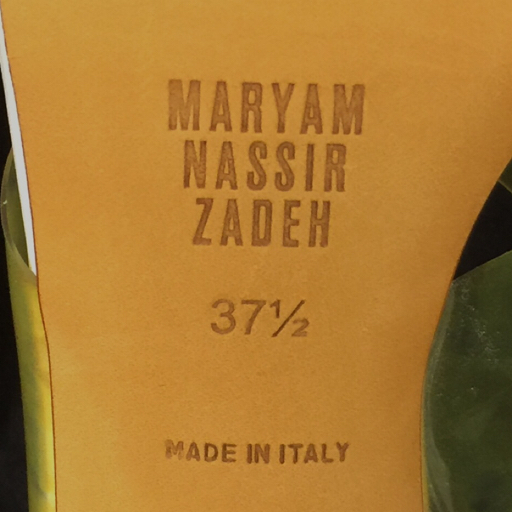 MARYAM
NASSIR
ZADEH
37½
MADE IN ITALY